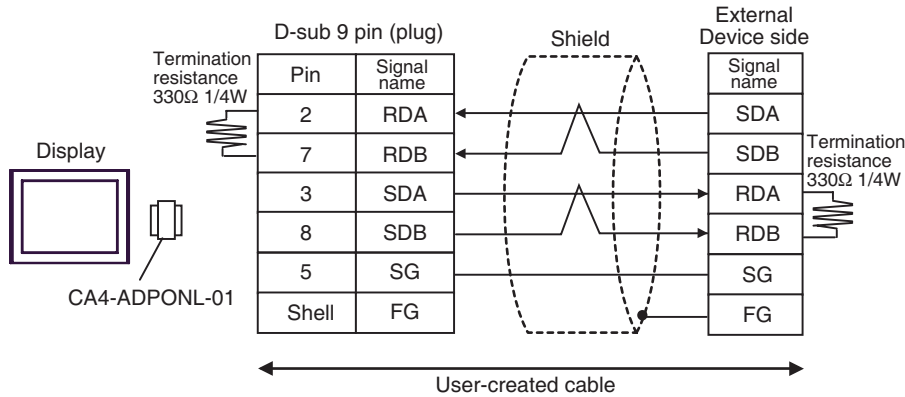 D-sub 9 pin (plug)
Shield
External
Device side
Termination
resistance
330Ω 1/4W
Pin
Signal
name
Signal
name
2
RDA
SDA
7
RDB
SDB
Termination
resistance
330Ω 1/4W
Display
3
SDA
RDA
8
SDB
RDB
5
SG
SG
CA4-ADPONL-01
Shell
FG
FG
User-created cable